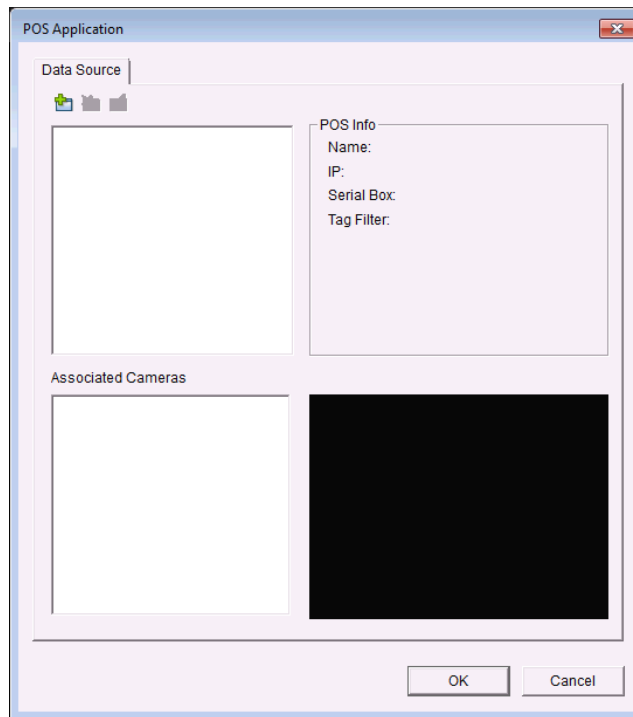 POS Application
Data Source
POS Info
Name:
IP:
Serial Box:
Tag Filter:
Associated Cameras
OK
Cancel